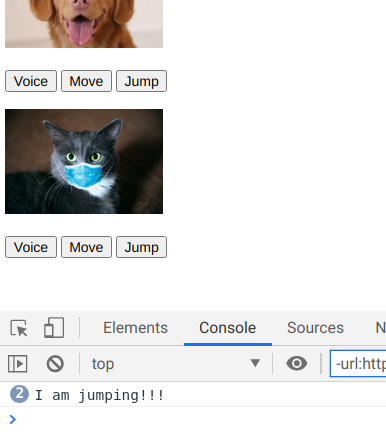 Voice Move Jump
Voice Move Jump
Elements Console Sources N
top -url:http
2 I am jumping!!!